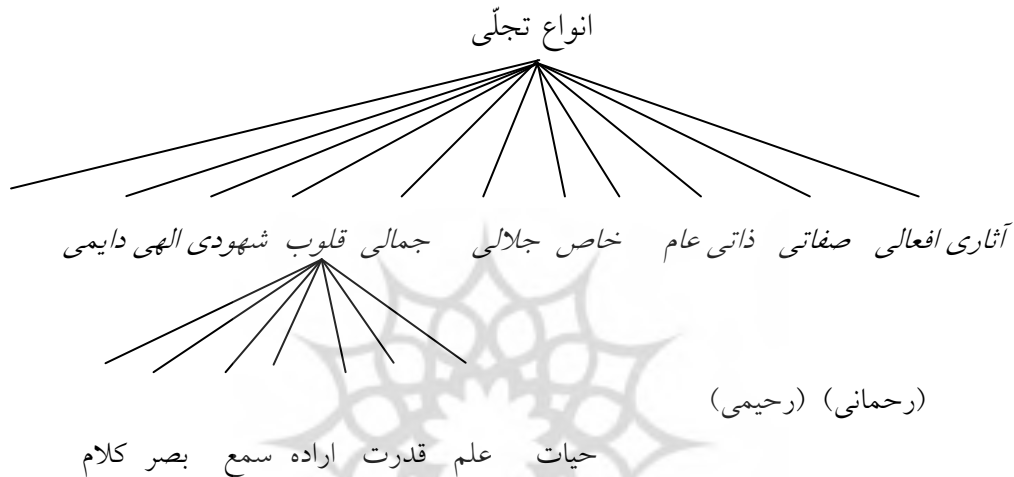 انواع تجلّی
آثاری افعالی صفاتی ذاتی عام خاص جلالی جمالی قلوب شهودی الهی دایمی
(رحمانی) (رحیمی)
حیات علم قدرت اراده سمع بصر کلام